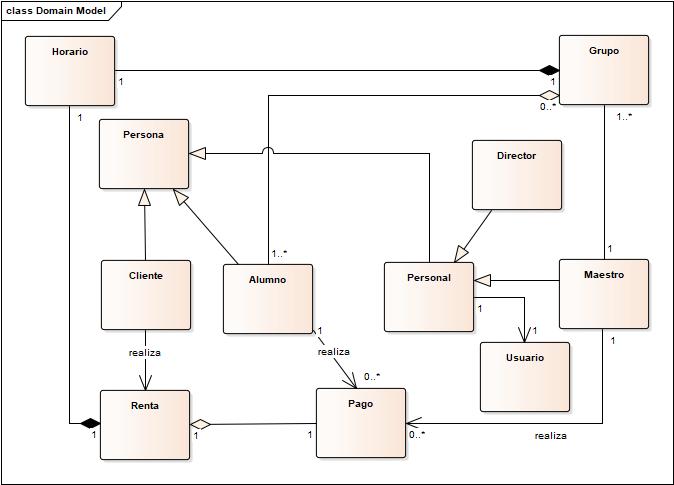 class Domain Model
Horario
Grupo
1
1
0..*
1
1..*
Persona
Director
1..*
1
Cliente
Alumno
Personal
Maestro
1
1
1
1
realiza
realiza
Usuario
0..*
Renta
Pago
1
1
1
0..*
realiza